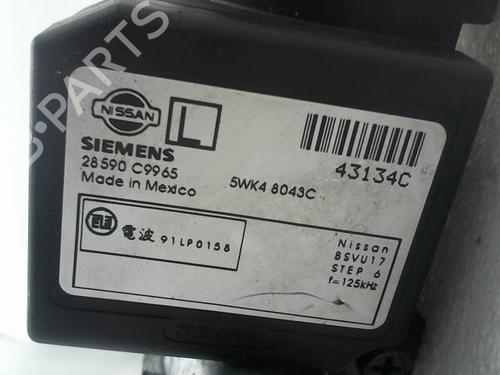 NISSAN
L
SIEMENS
28590 C9965
Made in Mexico
5WK4 8043C
43134C
電波 91LP0158
Nissan
BSVU17
STEP 6
f=125kHz
SIEMENS
B-PARTS